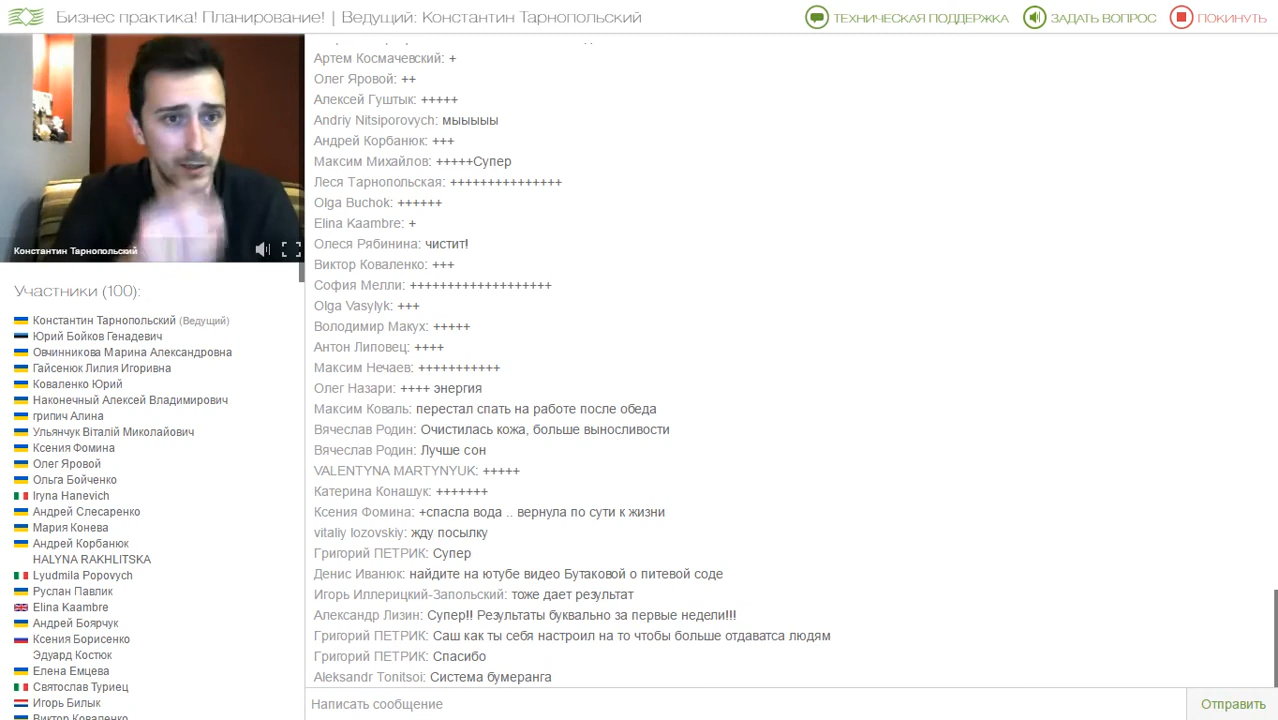 Бизнес практика! Планирование! | Ведущий: Константин Тарнопольский
ТЕХНИЧЕСКАЯ ПОДДЕРЖКА
ЗАДАТЬ ВОПРОС
ПОКИНУТЬ
Константин Тарнопольский
Участники (100):
Константин Тарнопольский (Ведущий)
Юрий Бойков Генадевич
Овчинникова Марина Александровна
Гайсенюк Лилия Игоривна
Коваленко Юрий
Наконечный Алексей Владимирович
грипич Алина
Ульянчук Віталій Миколайович
Ксения Фомина
Олег Яровой
Ольга Бойченко
Iryna Hanevich
Андрей Слесаренко
Мария Конева
Андрей Корбанюк
HALYNA RAKHLITSKA
Lyudmila Popovych
Руслан Павлик
Elina Kaambre
Андрей Боярчук
Ксения Борисенко
Эдуард Костюк
Елена Емцева
Святослав Туриец
Игорь Билык
Виктор Коваленко
Артем Космачевский: +
Олег Яровой: ++
Алексей Гуштык: +++++
Andriy Nitsiporovych: мыыыыы
Андрей Корбанюк: +++
Максим Михайлов: +++++Супер
Леся Тарнопольская: +++++++++++++++
Olga Buchok: ++++++
Elina Kaambre: +
Олеся Рябинина: чистит!
Виктор Коваленко: +++
София Мелли: +++++++++++++++++++
Olga Vasylyk: +++
Володимир Макух: +++++
Антон Липовец: ++++
Максим Нечаев: +++++++++++
Олег Назари: ++++ энергия
Максим Коваль: перестал спать на работе после обеда
Вячеслав Родин: Очистилась кожа, больше выносливости
Вячеслав Родин: Лучше сон
VALENTYNA MARTYNYUK: +++++
Катерина Конашук: +++++++
Ксения Фомина: +спасла вода .. вернула по сути к жизни
vitaliy lozovskiy: жду посылку
Григорий ПЕТРИК: Супер
Денис Иванюк: найдите на ютубе видео Бутаковой о питевой соде
Игорь Иллерицкий-Запольский: тоже дает результат
Александр Лизин: Супер!! Результаты буквально за первые недели!!!
Григорий ПЕТРИК: Саш как ты себя настроил на то чтобы больше отдаватса людям
Григорий ПЕТРИК: Спасибо
Aleksandr Tonitsoi: Система бумеранга
Написать сообщение
Отправить